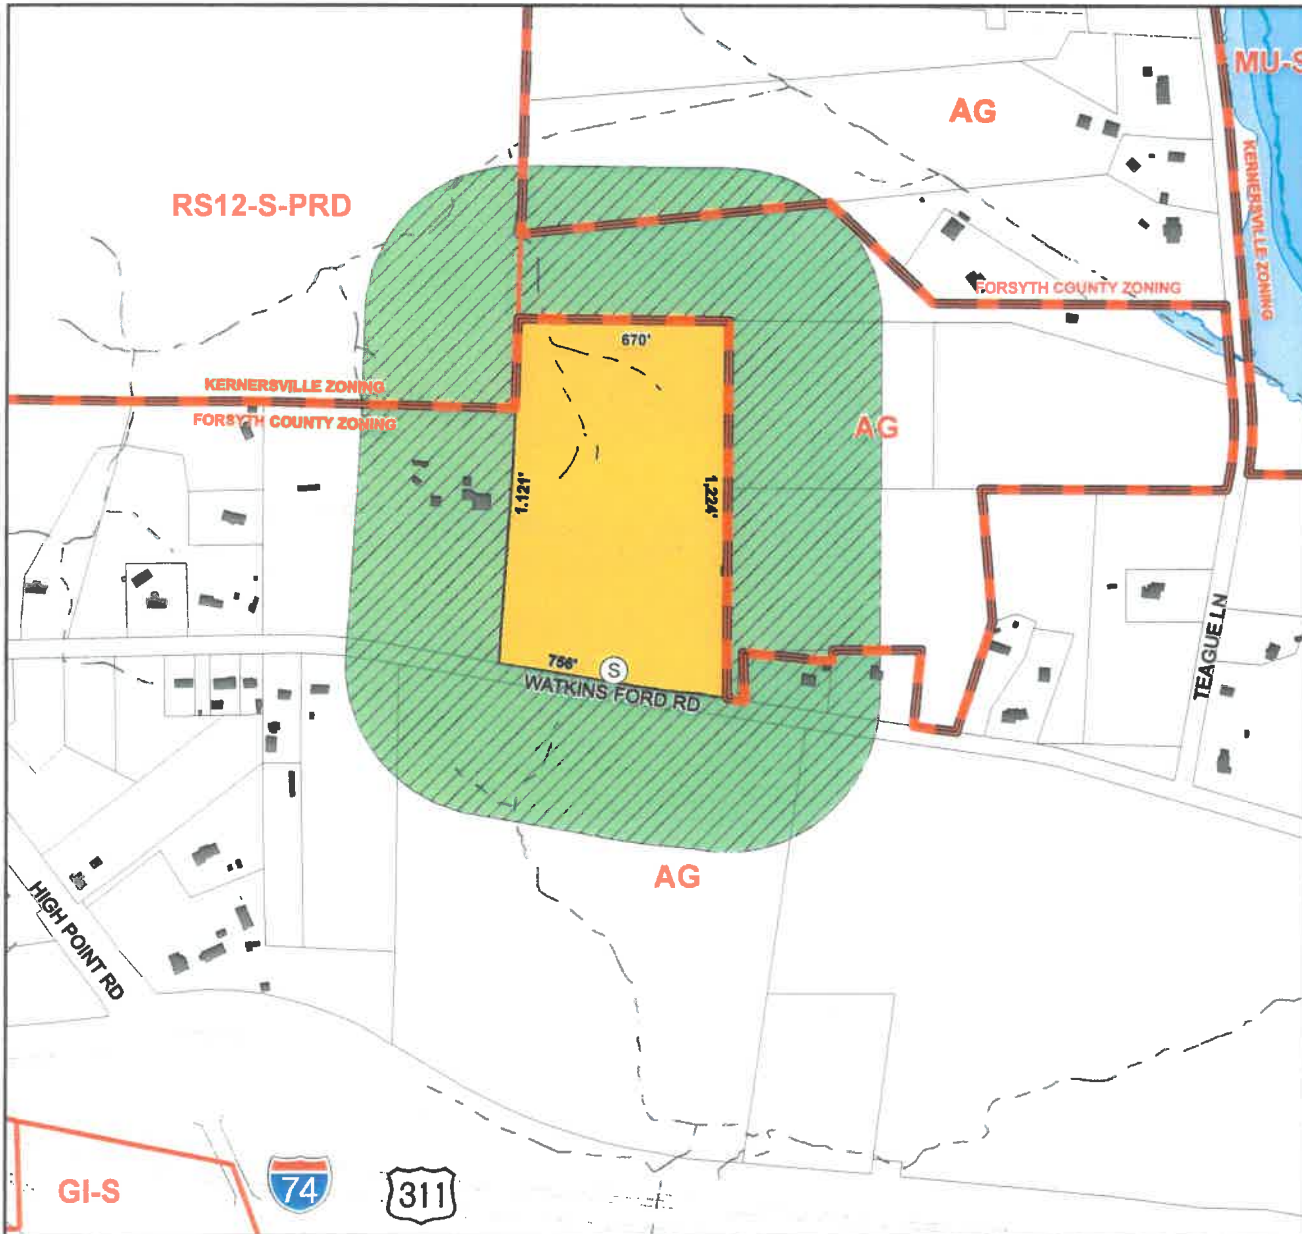 MU-S
AG
KERNERSVILLE ZONING
RS12-S-PRD
FORSYTH COUNTY ZONING
670'
KERNERSVILLE ZONING
FORSYTH COUNTY ZONING
AG
1,121'
1,224'
756'
S
WATKINS FORD RD
TEAGUE LN
AG
HIGH POINT RD
GI-S
74
311